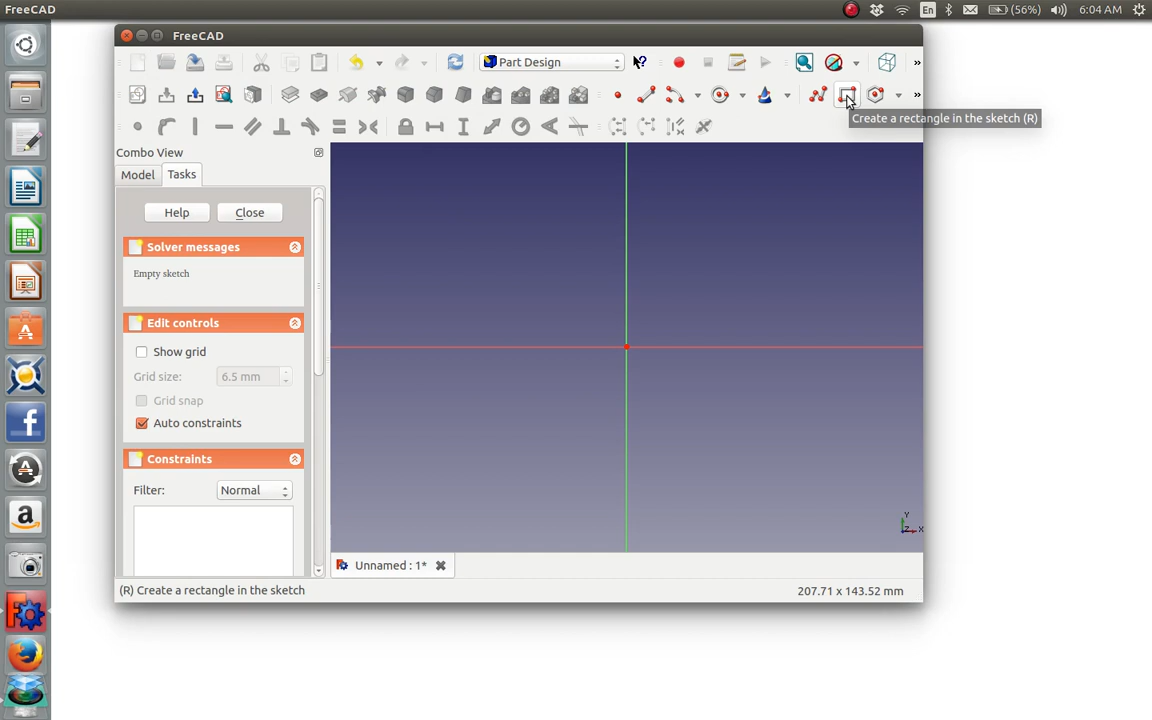 FreeCAD
En
(56%)
6:04 AM
FreeCAD
Part Design
»
»
Create a rectangle in the sketch (R)
Combo View
Model
Tasks
Help
Close
Solver messages
Empty sketch
Edit controls
Show grid
Grid size:
6.5 mm
Grid snap
Auto constraints
Constraints
Filter:
Normal
Y
Z
X
Unnamed : 1*
(R) Create a rectangle in the sketch
207.71 x 143.52 mm